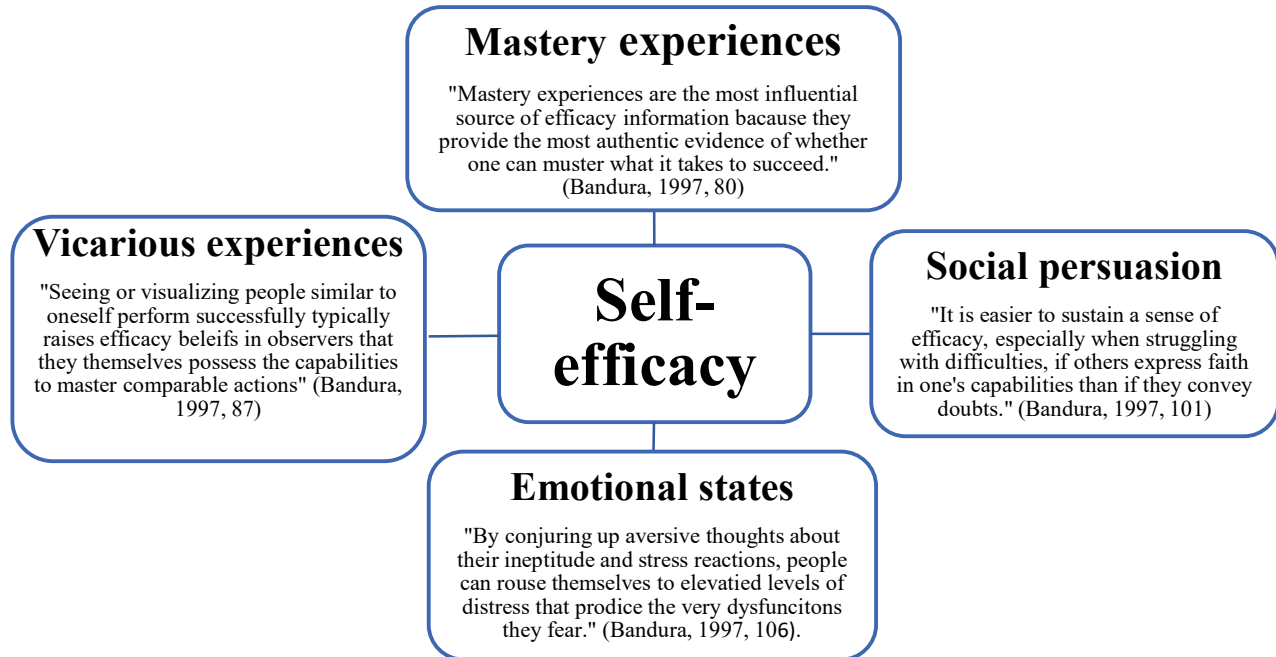 Mastery experiences
"Mastery experiences are the most influential
source of efficacy information bacause they
provide the most authentic evidence of whether
one can muster what it takes to succeed."
(Bandura, 1997, 80)
Vicarious experiences
"Seeing or visualizing people similar to
oneself perform successfully typically
raises efficacy beleifs in observers that
they themselves possess the capabilities
to master comparable actions" (Bandura,
1997, 87)
Self-
efficacy
Social persuasion
"It is easier to sustain a sense of
efficacy, especially when struggling
with difficulties, if others express faith
in one's capabilities than if they convey
doubts." (Bandura, 1997, 101)
Emotional states
"By conjuring up aversive thoughts about
their ineptitude and stress reactions, people
can rouse themselves to elevatied levels of
distress that prodice the very dysfuncitons
they fear." (Bandura, 1997, 106).